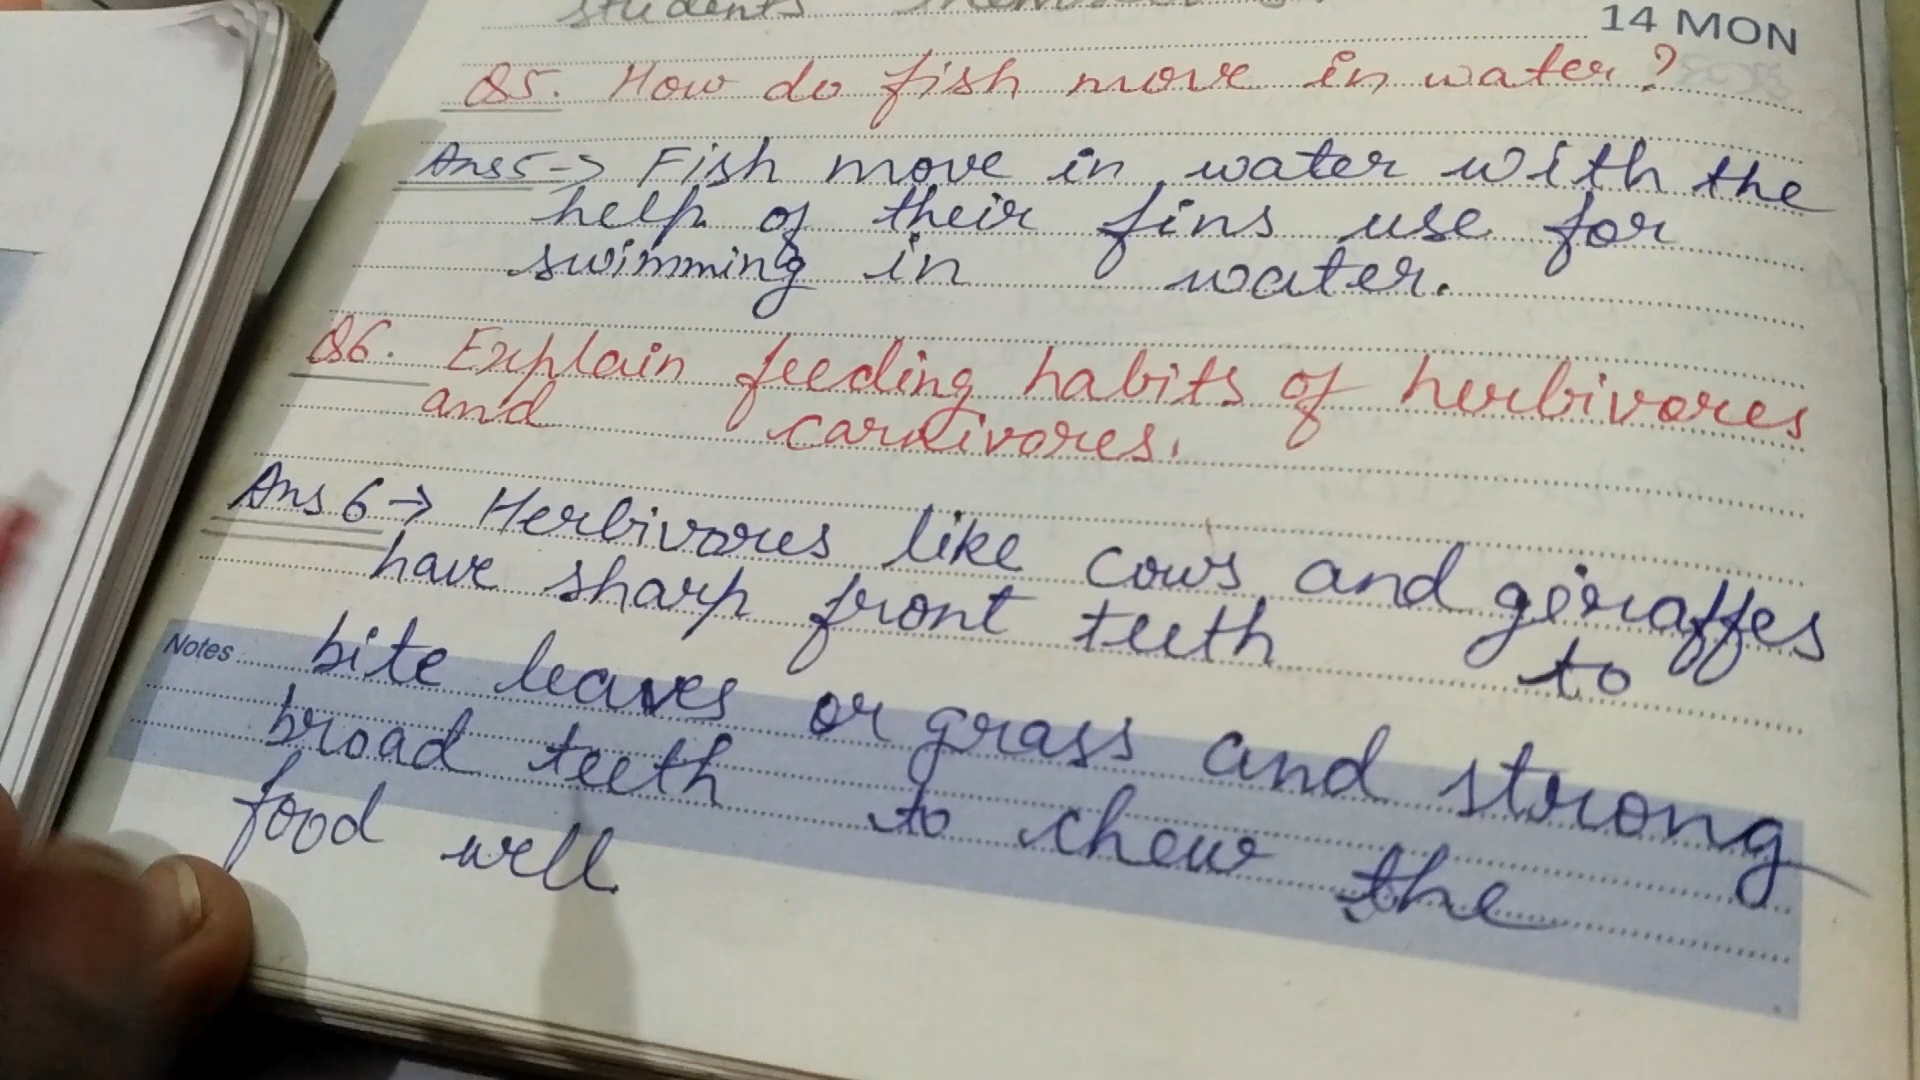 students
14 MON
Q5. How do fish move in water?
Ans 5-> Fish move in water with the
help of their fins use for
swimming in water.
Q6. Explain feeding habits of herbivores
and carnivores.
Ans 6→ Herbivores like cows and giraffes
have sharp front teeth to
Notes bite leaves or grass and strong
broad teeth to chew the
food well